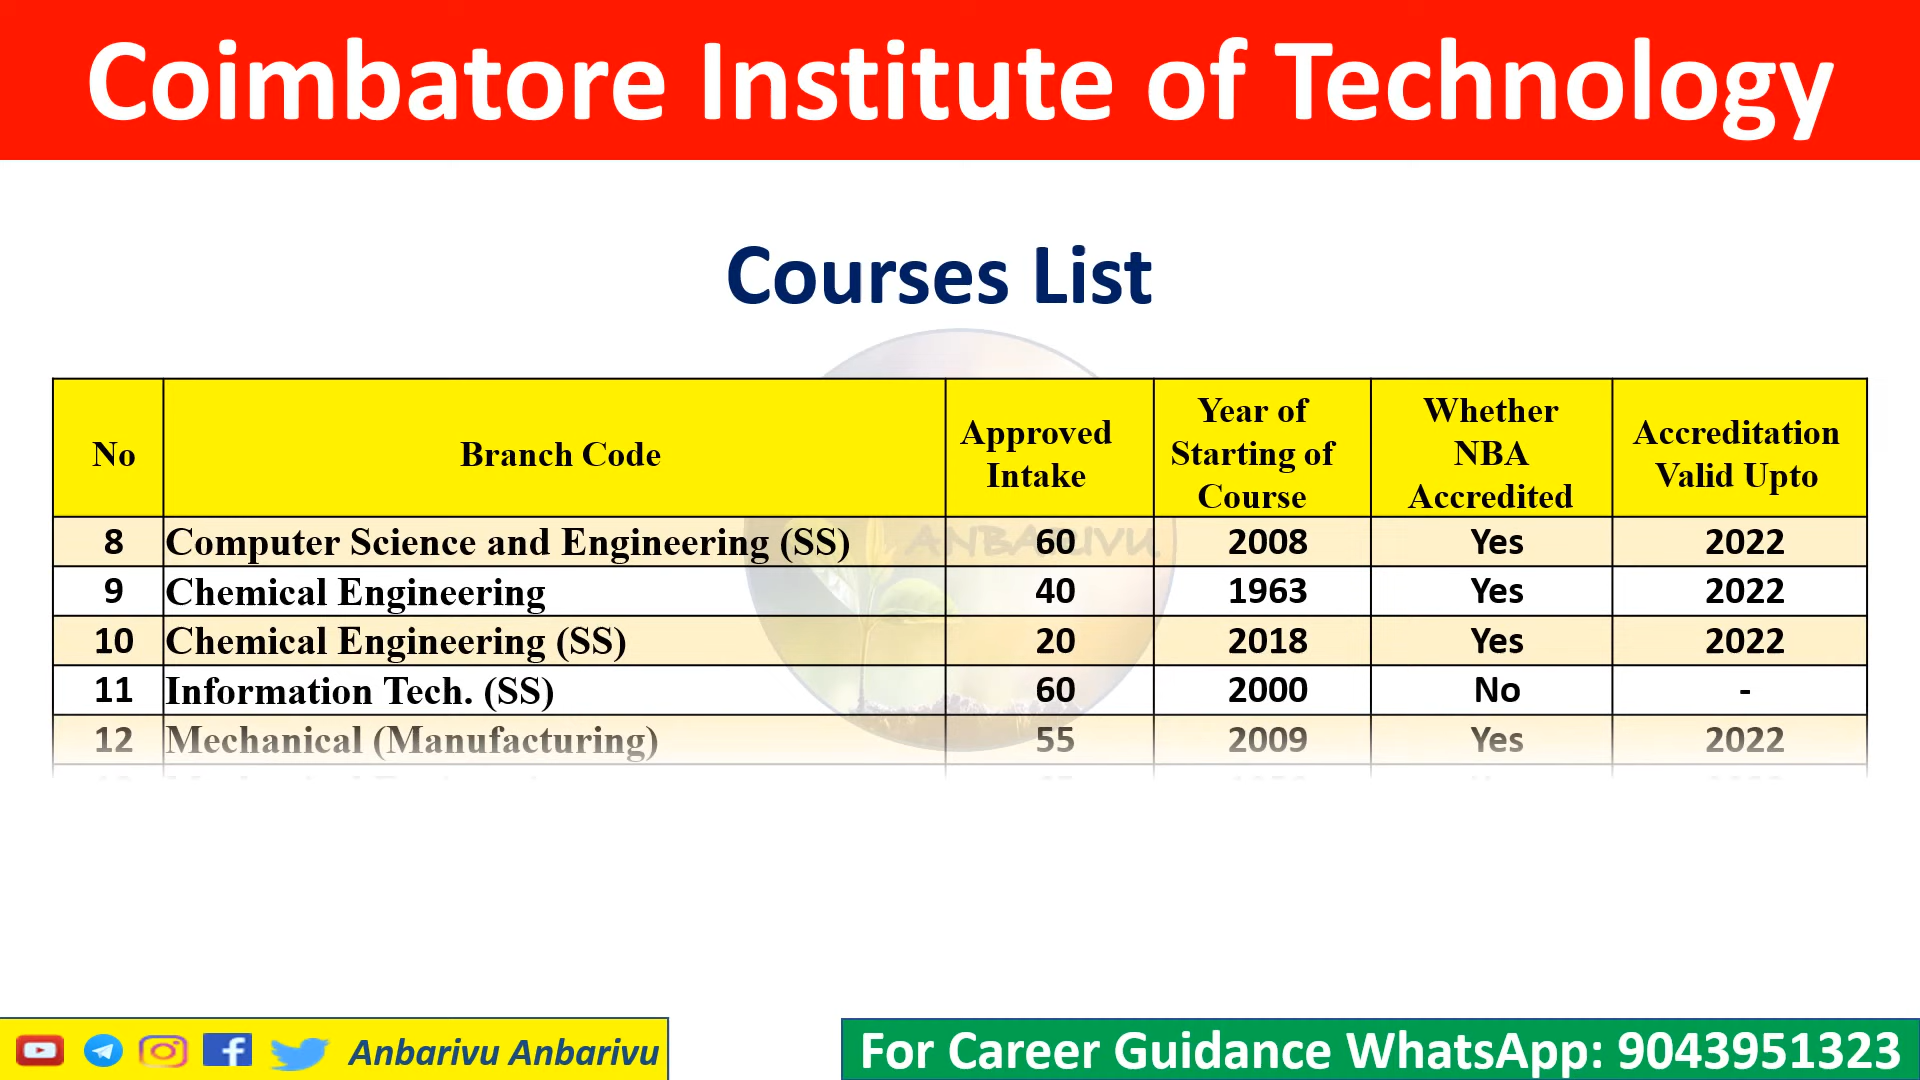 Coimbatore Institute of Technology
Courses List
No Branch Code Approved Intake Year of Starting of Course Whether NBA Accredited Accreditation Valid Upto
8 Computer Science and Engineering (SS) 60 2008 Yes 2022
9 Chemical Engineering 40 1963 Yes 2022
10 Chemical Engineering (SS) 20 2018 Yes 2022
11 Information Tech. (SS) 60 2000 No -
12 Mechanical (Manufacturing) 55 2009 Yes 2022
ANBARIVU
Anbarivu Anbarivu
For Career Guidance WhatsApp: 9043951323